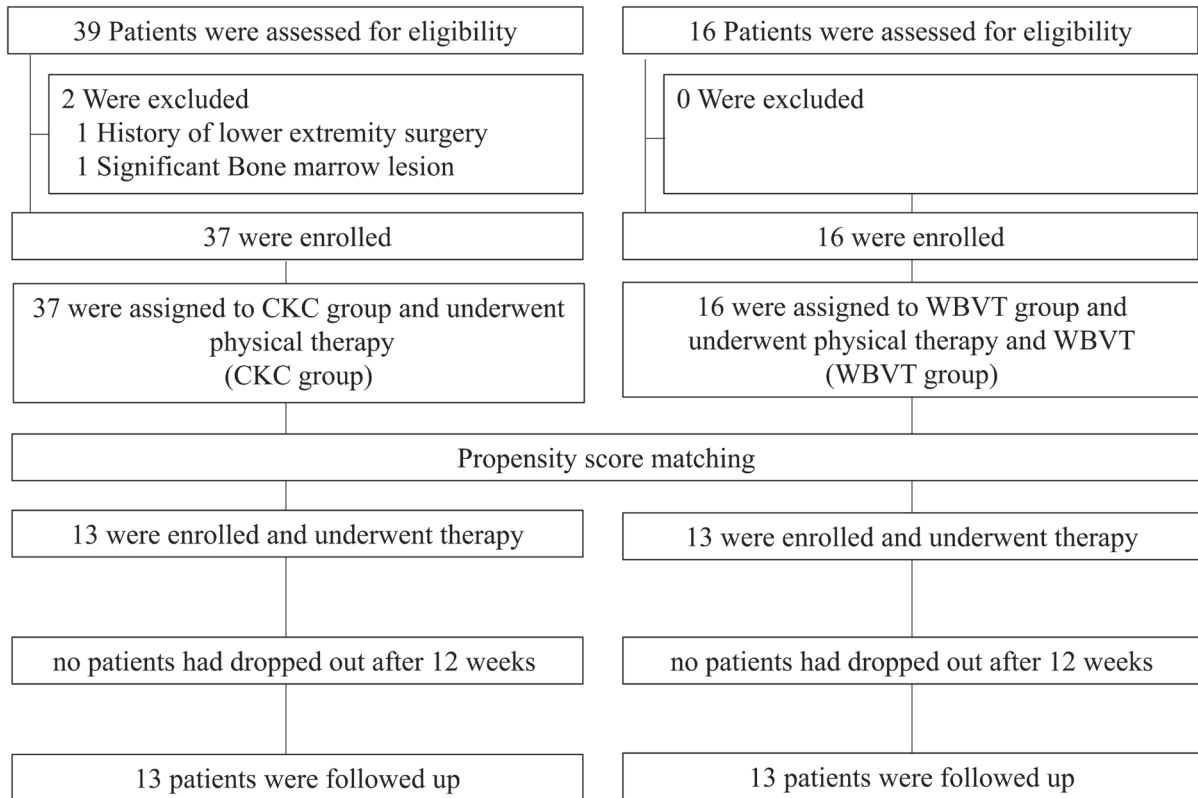 39 Patients were assessed for eligibility
2 Were excluded
1 History of lower extremity surgery
1 Significant Bone marrow lesion
37 were enrolled
37 were assigned to CKC group and underwent
physical therapy
(CKC group)
16 Patients were assessed for eligibility
0 Were excluded
16 were enrolled
16 were assigned to WBVT group and
underwent physical therapy and WBVT
(WBVT group)
Propensity score matching
13 were enrolled and underwent therapy
no patients had dropped out after 12 weeks
13 patients were followed up
13 were enrolled and underwent therapy
no patients had dropped out after 12 weeks
13 patients were followed up